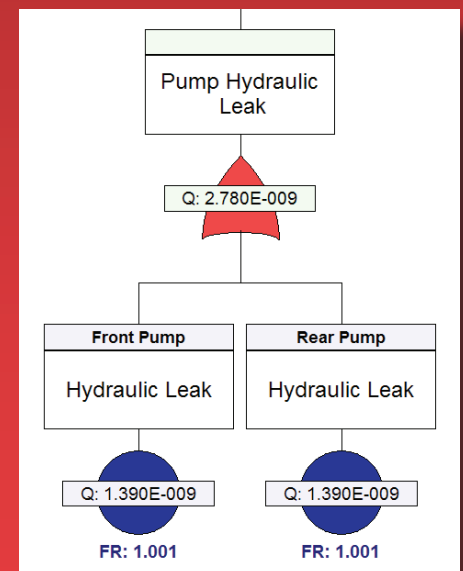 Pump Hydraulic
Leak
Q: 2.780E-009
Front Pump
Rear Pump
Hydraulic Leak
Hydraulic Leak
Q: 1.390E-009
Q: 1.390E-009
FR: 1.001
FR: 1.001